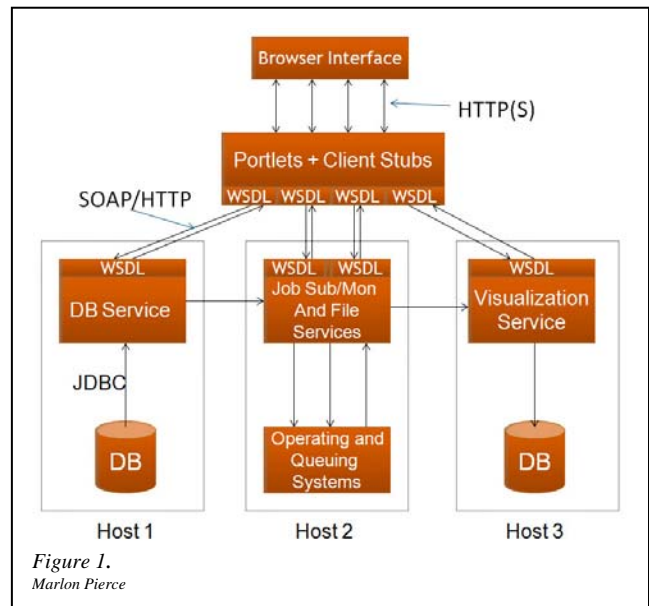 Browser Interface
HTTP(S)
Portlets + Client Stubs
WSDL WSDL WSDL WSDL
SOAP/HTTP
WSDL
DB Service
WSDL WSDL
Job Sub/Mon
And File
Services
WSDL
Visualization
Service
JDBC
DB
Operating and
Queuing
Systems
DB
Host 1
Host 2
Host 3
Figure 1.
Marlon Pierce